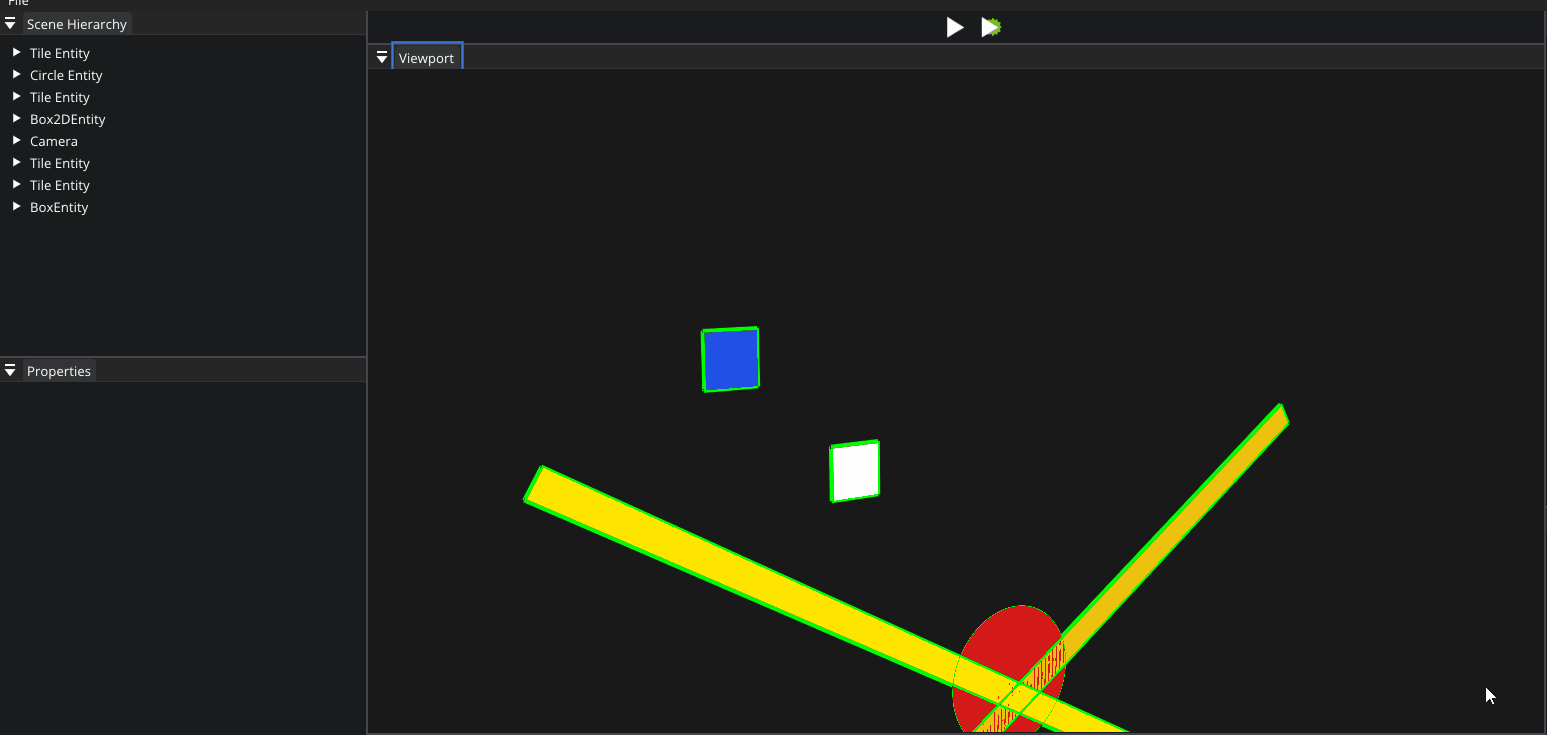 File
Scene Hierarchy
Tile Entity
Circle Entity
Tile Entity
Box2DEntity
Camera
Tile Entity
Tile Entity
BoxEntity
Properties
Viewport